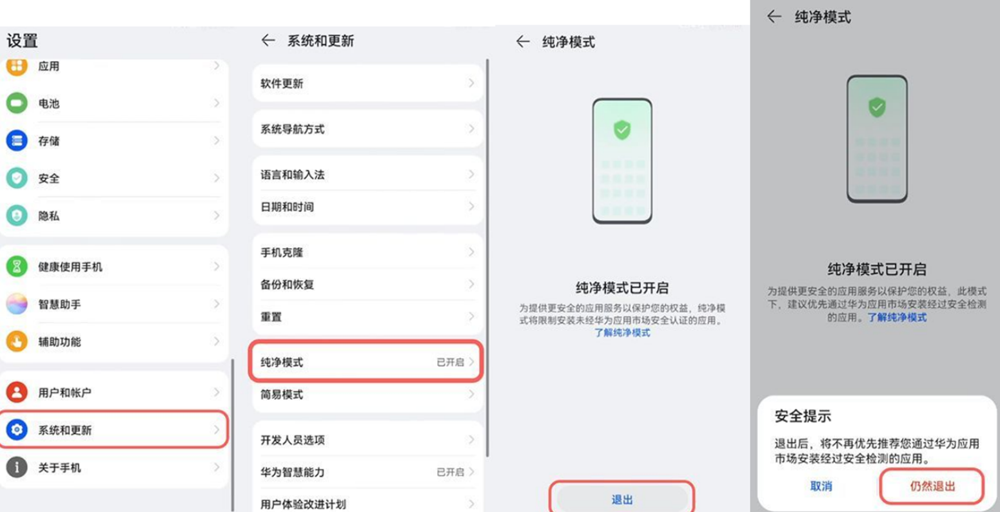 设置
应用
电池
存储
安全
隐私
健康使用手机
智慧助手
辅助功能
用户和帐户
系统和更新
关于手机
系统和更新
软件更新
系统导航方式
语言和输入法
日期和时间
手机克隆
备份和恢复
重置
纯净模式 已开启
简易模式
开发人员选项
华为智慧能力 已开启
用户体验改进计划
纯净模式
纯净模式已开启
为提供更安全的应用服务以保护您的权益，纯净模
式将限制安装未经华为应用市场安全认证的应用。
了解纯净模式
退出
纯净模式
纯净模式已开启
为提供更安全的应用服务以保护您的权益，此模式
下，建议优先通过华为应用市场安装经过安全检测
的应用。了解纯净模式
安全提示
退出后，将不再优先推荐您通过华为应用
市场安装经过安全检测的应用。
取消 仍然退出